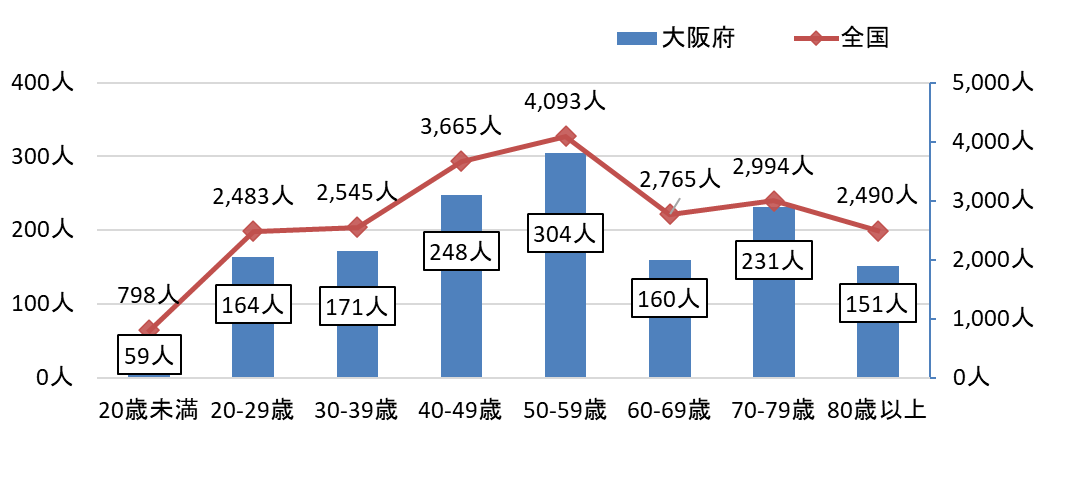 大阪府 全国
400人 5,000人
4,093人
3,665人
4,000人
300人
2,994人
2,765人
2,545人
2,483人
2,490人
3,000人
200人
304人
248人
231人
2,000人
798人
100人
164人
171人
160人
151人
1,000人
59人
0人 0人
20歳未満 20-29歳 30-39歳 40-49歳 50-59歳 60-69歳 70-79歳 80歳以上